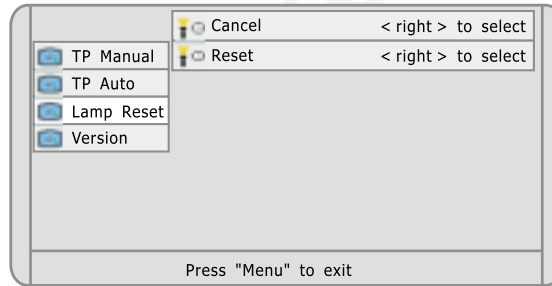 Cancel < right > to select
TP Manual Reset < right > to select
TP Auto
Lamp Reset
Version
Press "Menu" to exit